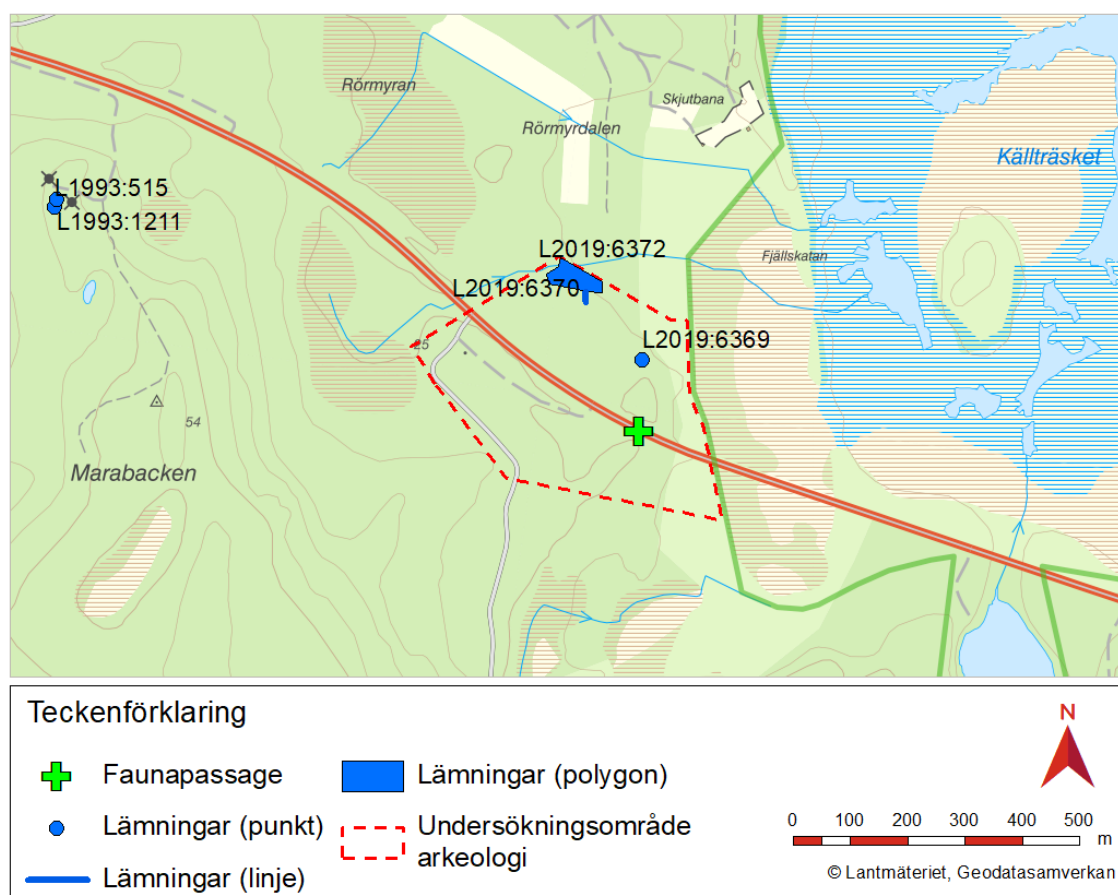 Rörmyran
Skjutbana
Rörmyrdalen
Källträsket
L1993:515
L1993:1211
L2019:6372
Fjällskatan
L2019:6370
L2019:6369
25
54
Marabacken
Teckenförklaring
N
Faunapassage
Lämningar (polygon)
Lämningar (punkt)
Undersökningsområde
arkeologi
0 100 200 300 400 500
m
Lämningar (linje)
© Lantmäteriet, Geodatasamverkan